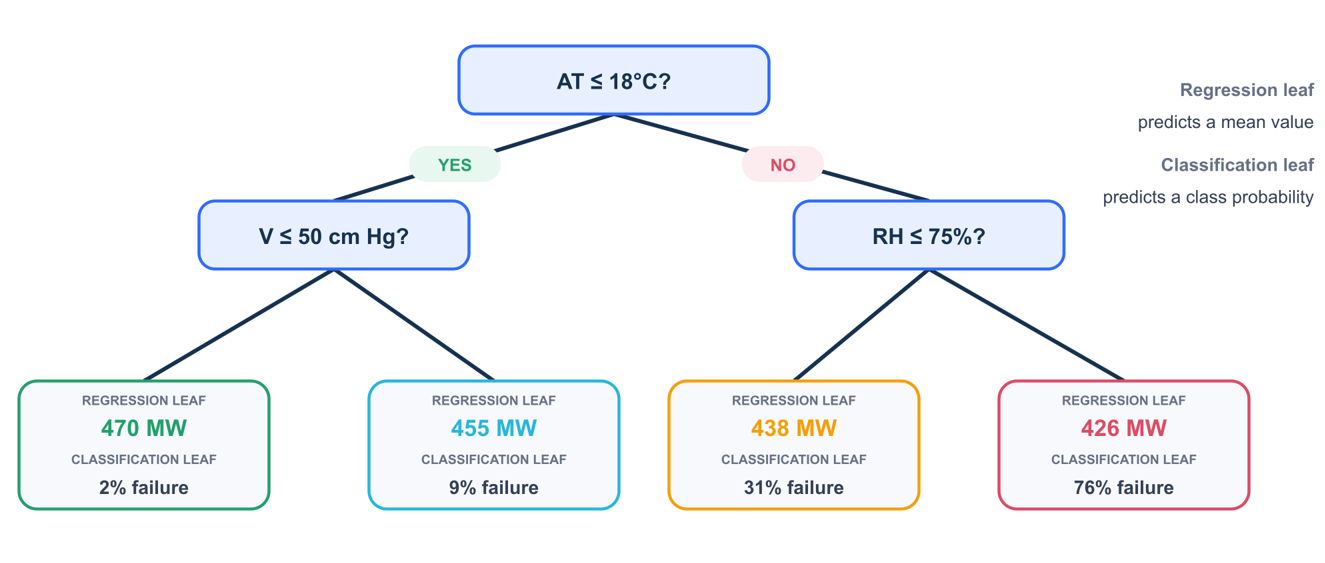 AT ≤ 18°C?
Regression leaf
predicts a mean value
YES
NO
Classification leaf
predicts a class probability
V ≤ 50 cm Hg?
RH ≤ 75%?
REGRESSION LEAF
470 MW
CLASSIFICATION LEAF
2% failure
REGRESSION LEAF
455 MW
CLASSIFICATION LEAF
9% failure
REGRESSION LEAF
438 MW
CLASSIFICATION LEAF
31% failure
REGRESSION LEAF
426 MW
CLASSIFICATION LEAF
76% failure